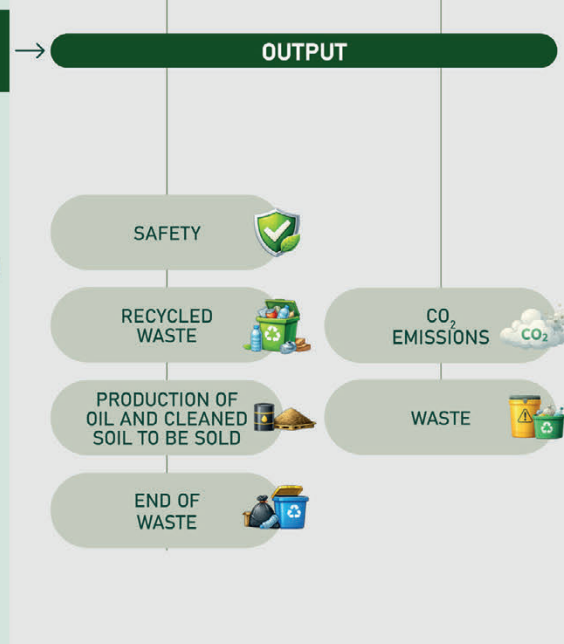 OUTPUT
SAFETY
RECYCLED
WASTE
PRODUCTION OF
OIL AND CLEANED
SOIL TO BE SOLD
END OF
WASTE
CO₂
EMISSIONS
CO₂
WASTE